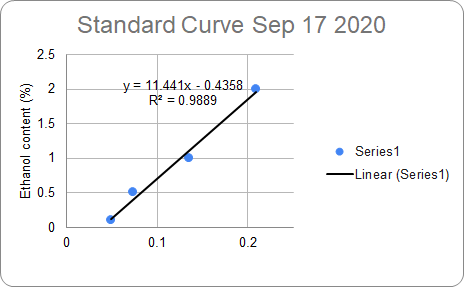 Standard Curve Sep 17 2020
2.5
y = 11.441x - 0.4358
R² = 0.9889
2
1.5
1
0.5
0
Ethanol content (%)
0 0.1 0.2
Series1
Linear (Series1)